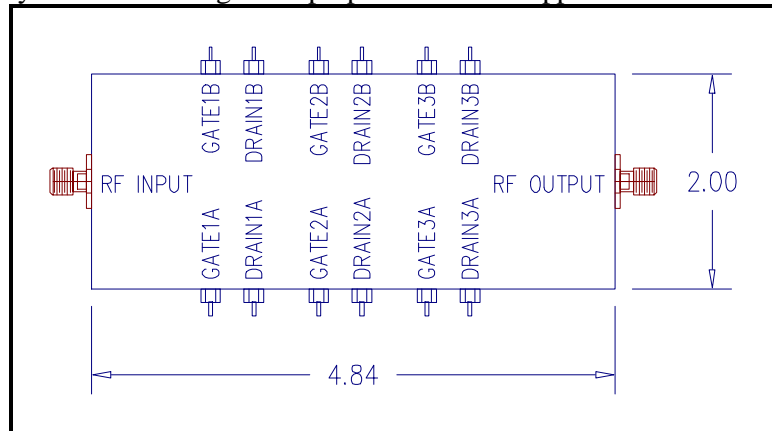 GATE1B
DRAIN1B
GATE2B
DRAIN2B
GATE3B
DRAIN3B
RF INPUT
RF OUTPUT
2.00
GATE1A
DRAIN1A
GATE2A
DRAIN2A
GATE3A
DRAIN3A
4.84